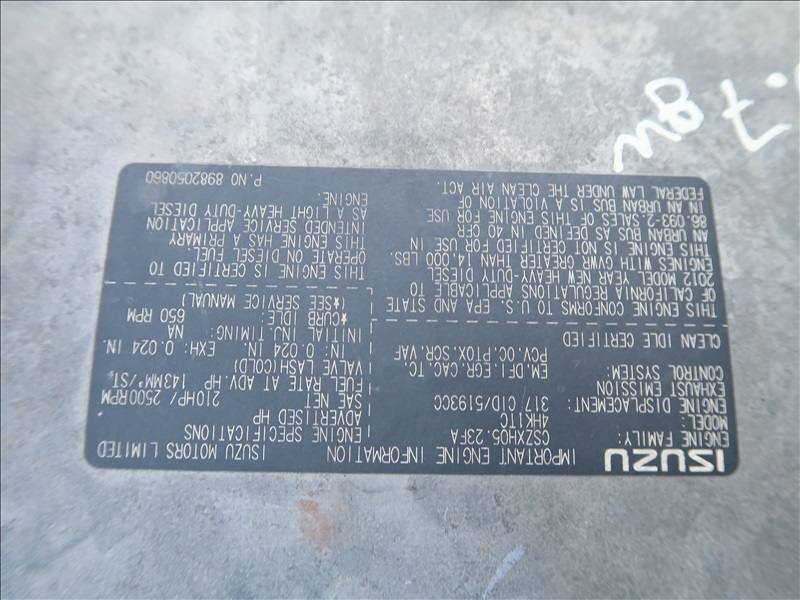 ISUZU IMPORTANT ENGINE INFORMATION ISUZU MOTORS LIMITED
ENGINE FAMILY: CSZXH05.23FA
MODEL: 4HK1TC
ENGINE DISPLACEMENT: 317 CID/5193CC
EXHAUST EMISSION
CONTROL SYSTEM: EM,DFI,EGR,CAC,TC,
PCV,OC,PTOX,SCR,VAF
CLEAN IDLE CERTIFIED
THIS ENGINE CONFORMS TO U.S. EPA AND STATE
OF CALIFORNIA REGULATIONS APPLICABLE TO
2012 MODEL YEAR NEW HEAVY-DUTY DIESEL
ENGINES WITH GVWR GREATER THAN 14,000 LBS.
THIS ENGINE IS NOT CERTIFIED FOR USE IN
AN URBAN BUS AS DEFINED IN 40 CFR
86. 093-2. SALES OF THIS ENGINE FOR USE
IN AN URBAN BUS IS A VIOLATION OF
FEDERAL LAW UNDER THE CLEAN AIR ACT.
ENGINE SPECIFICATIONS
ADVERTISED HP
SAE NET 210HP/ 2500RPM
FUEL RATE AT ADV. HP 143MM³/ST.
VALVE LASH(COLD)
IN: 0.024 IN. EXH: 0.024 IN.
INITIAL INJ TIMING: NA
*CURB IDLE: 650 RPM
(*SEE SERVICE MANUAL)
THIS ENGINE IS CERTIFIED TO
OPERATE ON DIESEL FUEL.
THIS ENGINE HAS A PRIMARY
INTENDED SERVICE APPLICATION
AS A LIGHT HEAVY-DUTY DIESEL
ENGINE.
P.NO 8982050860